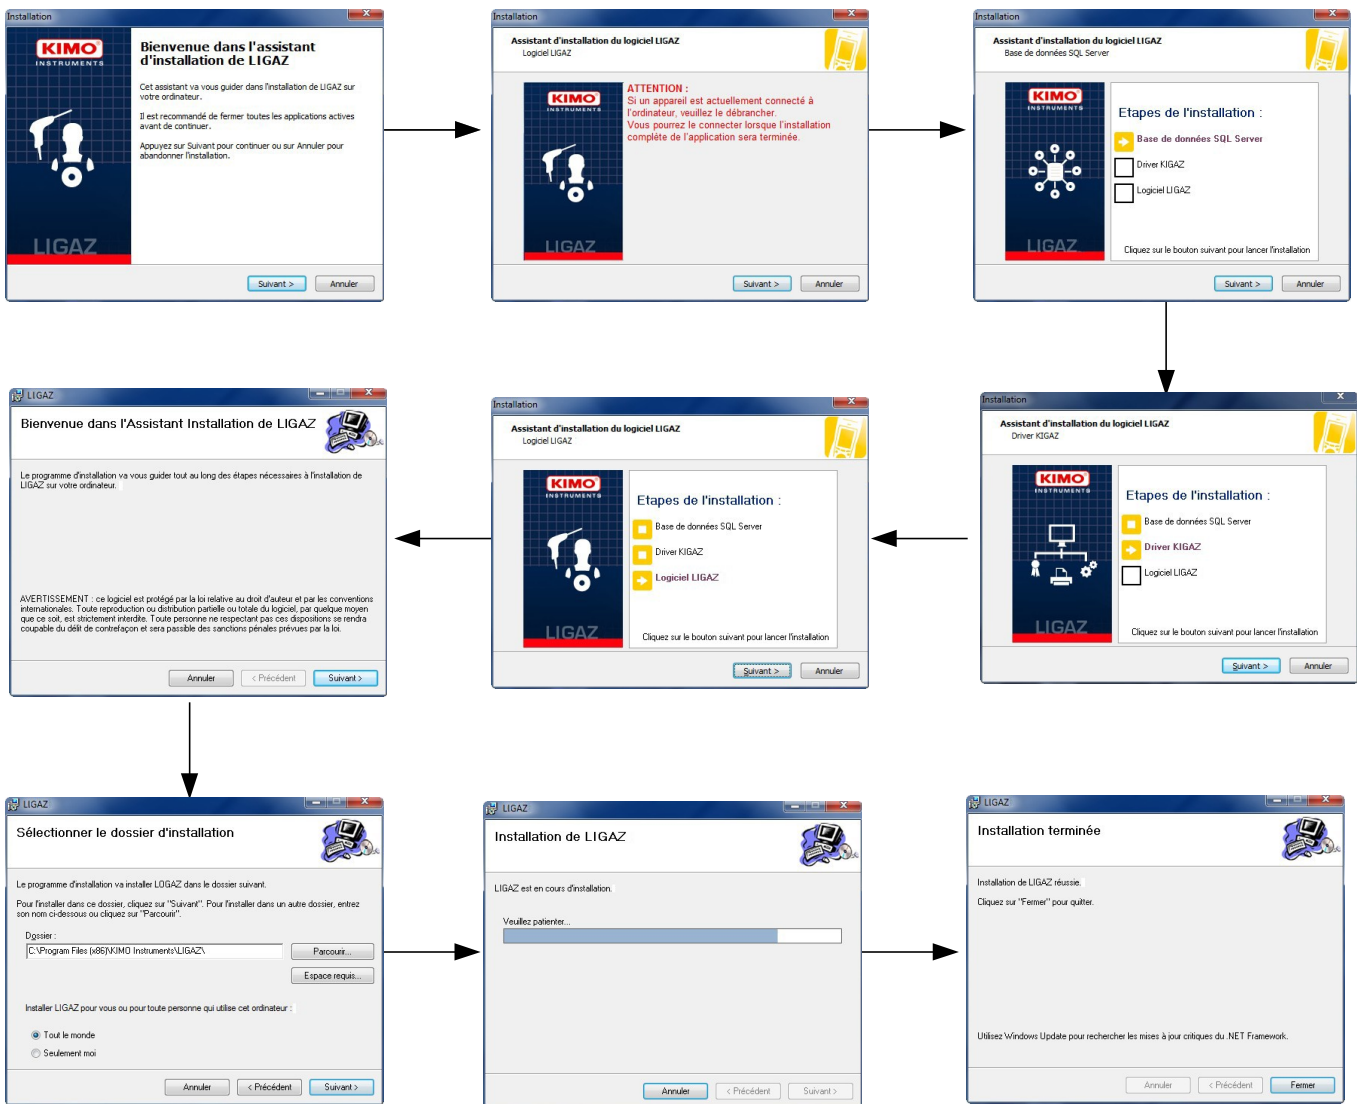 Installation
KIMO
INSTRUMENTS
LIGAZ
Bienvenue dans l'assistant
d'installation de LIGAZ
Cet assistant va vous guider dans l'installation de LIGAZ sur
votre ordinateur.
Il est recommandé de fermer toutes les applications actives
avant de continuer.
Appuyez sur Suivant pour continuer ou sur Annuler pour
abandonner l'installation.
Suivant >
Annuler
Installation
Assistant d'installation du logiciel LIGAZ
Logiciel LIGAZ
KIMO
INSTRUMENTS
LIGAZ
ATTENTION :
Si un appareil est actuellement connecté à
l'ordinateur, veuillez le débrancher.
Vous pourrez le connecter lorsque l'installation
complète de l'application sera terminée.
Suivant >
Annuler
Installation
Assistant d'installation du logiciel LIGAZ
Base de données SQL Server
KIMO
INSTRUMENTS
LIGAZ
Etapes de l'installation :
Base de données SQL Server
Driver KIGAZ
Logiciel LIGAZ
Cliquez sur le bouton suivant pour lancer l'installation
Suivant >
Annuler
LIGAZ
Bienvenue dans l'Assistant Installation de LIGAZ
Le programme d'installation va vous guider tout au long des étapes nécessaires à l'installation de
LIGAZ sur votre ordinateur.
AVERTISSEMENT : ce logiciel est protégé par la loi relative au droit d'auteur et par les conventions
internationales. Toute reproduction ou distribution partielle ou totale du logiciel, par quelque moyen
que ce soit, est strictement interdite. Toute personne ne respectant pas ces dispositions se rendra
coupable du délit de contrefaçon et sera passible des sanctions pénales prévues par la loi.
Annuler
< Précédent
Suivant >
Installation
Assistant d'installation du logiciel LIGAZ
Logiciel LIGAZ
KIMO
INSTRUMENTS
LIGAZ
Etapes de l'installation :
Base de données SQL Server
Driver KIGAZ
Logiciel LIGAZ
Cliquez sur le bouton suivant pour lancer l'installation
Suivant >
Annuler
Installation
Assistant d'installation du logiciel LIGAZ
Driver KIGAZ
KIMO
INSTRUMENTS
LIGAZ
Etapes de l'installation :
Base de données SQL Server
Driver KIGAZ
Logiciel LIGAZ
Cliquez sur le bouton suivant pour lancer l'installation
Suivant >
Annuler
LIGAZ
Sélectionner le dossier d'installation
Le programme d'installation va installer LOGAZ dans le dossier suivant.
Pour l'installer dans ce dossier, cliquez sur "Suivant". Pour l'installer dans un autre dossier, entrez
son nom ci-dessous ou cliquez sur "Parcourir".
Dossier :
C:\Program Files (x86)\KIMO Instruments\LIGAZ\
Parcourir...
Espace requis...
Installer LIGAZ pour vous ou pour toute personne qui utilise cet ordinateur :
Tout le monde
Seulement moi
Annuler
< Précédent
Suivant >
LIGAZ
Installation de LIGAZ
LIGAZ est en cours d'installation.
Veuillez patienter...
Annuler
< Précédent
Suivant >
LIGAZ
Installation terminée
Installation de LIGAZ réussie.
Cliquez sur "Fermer" pour quitter.
Utilisez Windows Update pour rechercher les mises à jour critiques du .NET Framework.
Annuler
< Précédent
Fermer